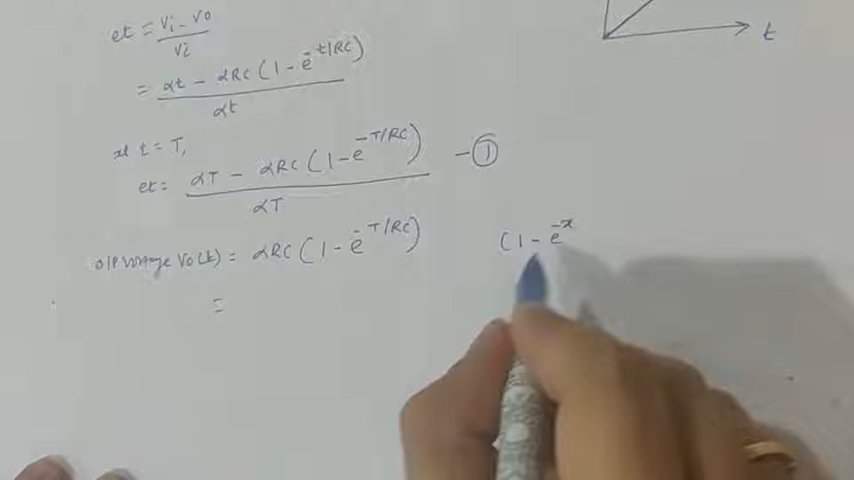 et = Vi - Vo / Vi
t
= αt - αRC (1 - e^-t/RC) / αt
at t = T,
et = αT - αRC (1 - e^-T/RC) / αT - ①
O/P Voltage Vo(t) = αRC (1 - e^-T/RC) (1 - e^-x
=